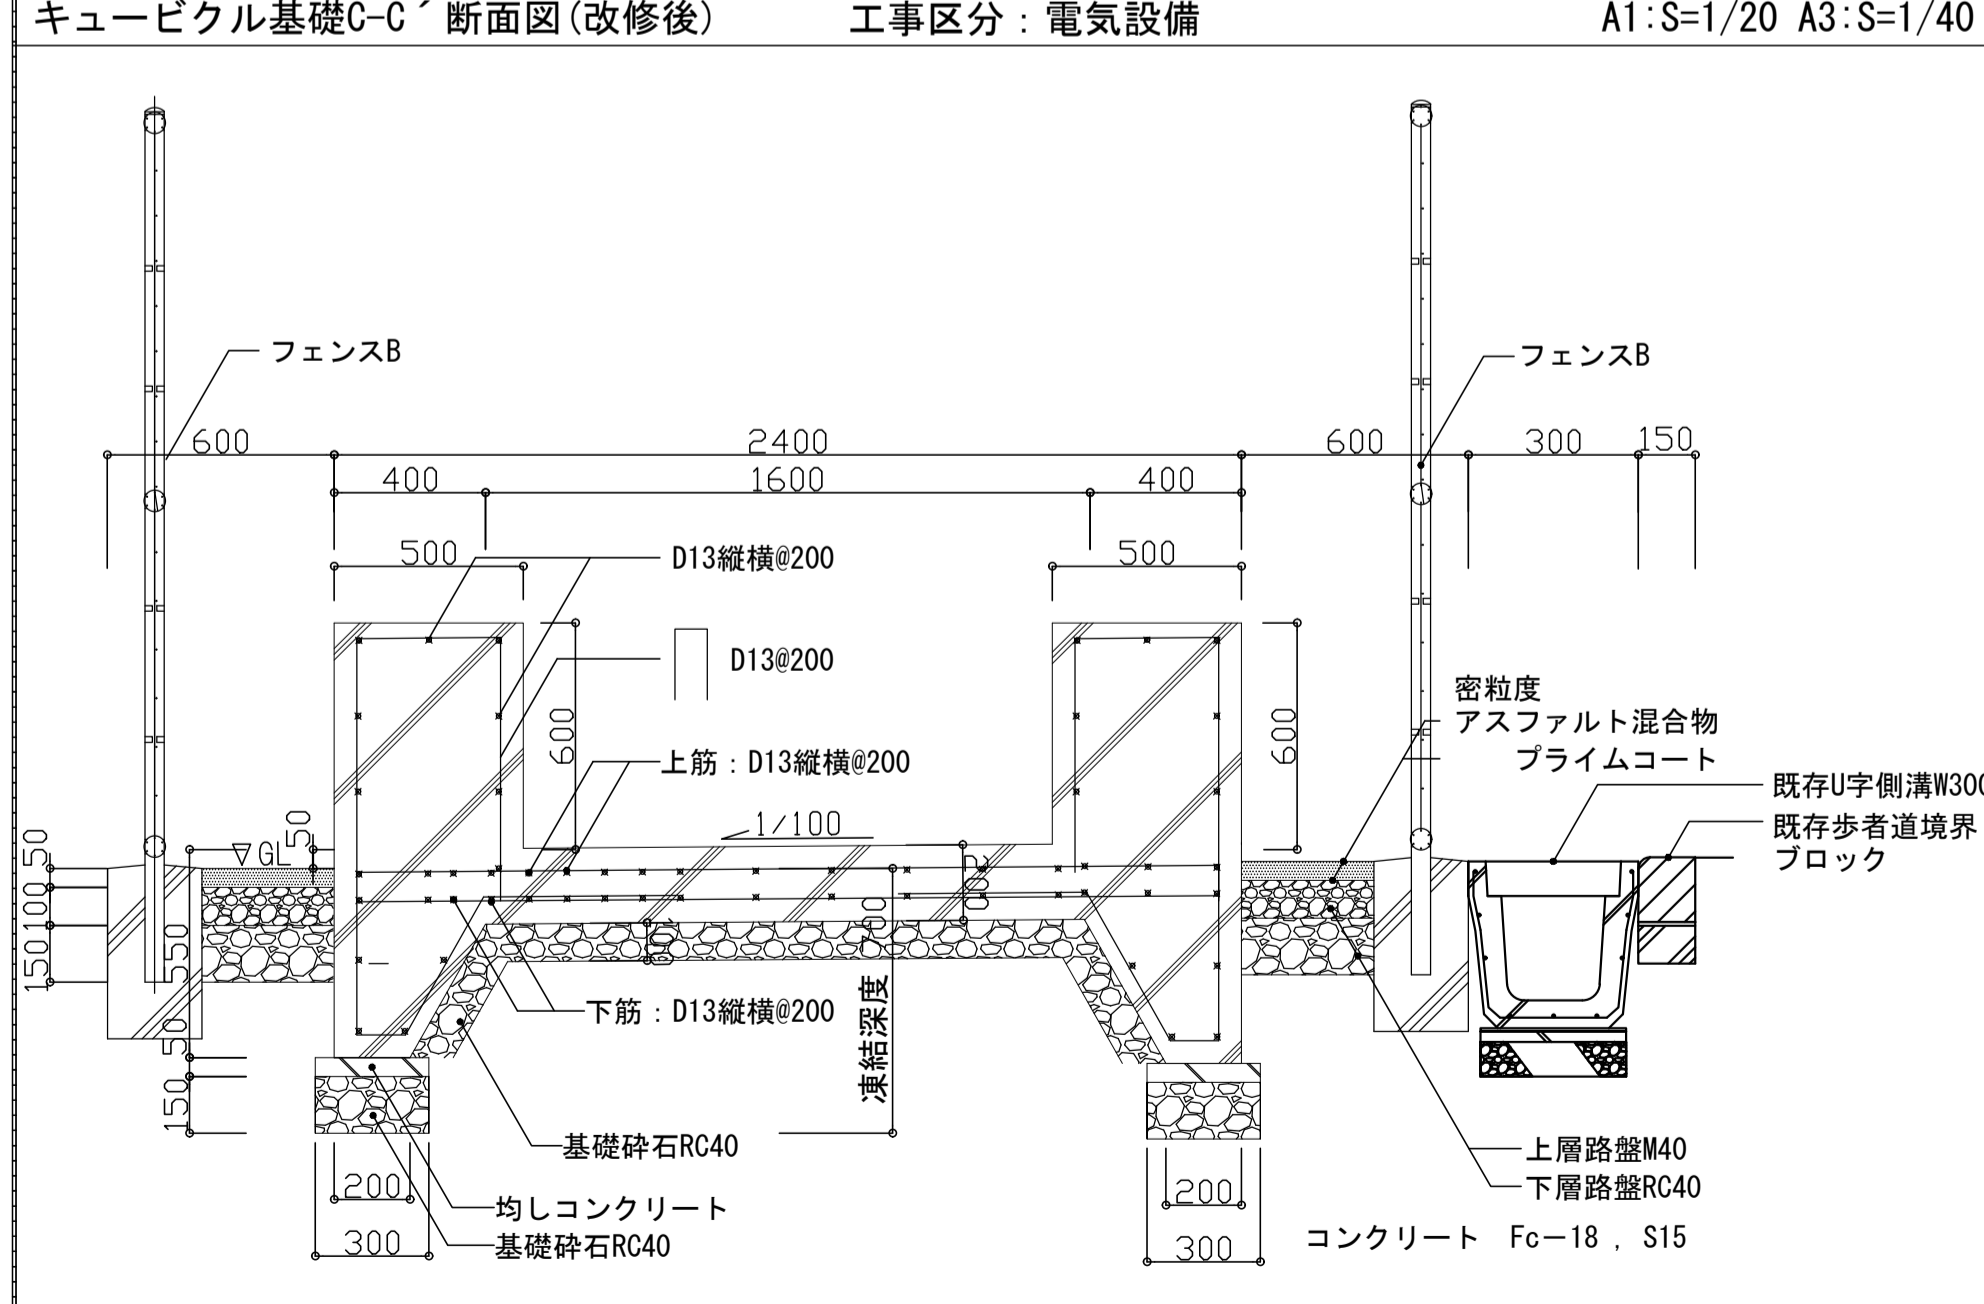 キュービクル基礎C-C´断面図(改修後) 工事区分：電気設備 A1:S=1/20 A3:S=1/40
フェンスB
フェンスB
600 2400 600 300 150
400 1600 400
500 500
D13縦横@200
D13@200
600
600
上筋：D13縦横@200
密粒度
アスファルト混合物
プライムコート
既存U字側溝W300
既存歩者道境界
ブロック
1/100
GL
50
50
100
150
550
50
150
700
凍結深度
下筋：D13縦横@200
基礎砕石RC40
均しコンクリート
基礎砕石RC40
200
300
200
300
上層路盤M40
下層路盤RC40
コンクリート Fc−18 , S15